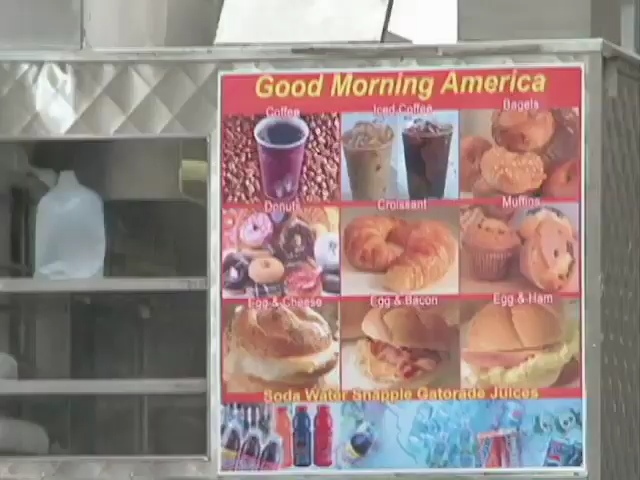 Good Morning America
Coffee Iced Coffee Bagels
Donuts Croissant Muffins
Egg & Cheese Egg & Bacon Egg & Ham
Soda Water Snapple Gatorade Juices